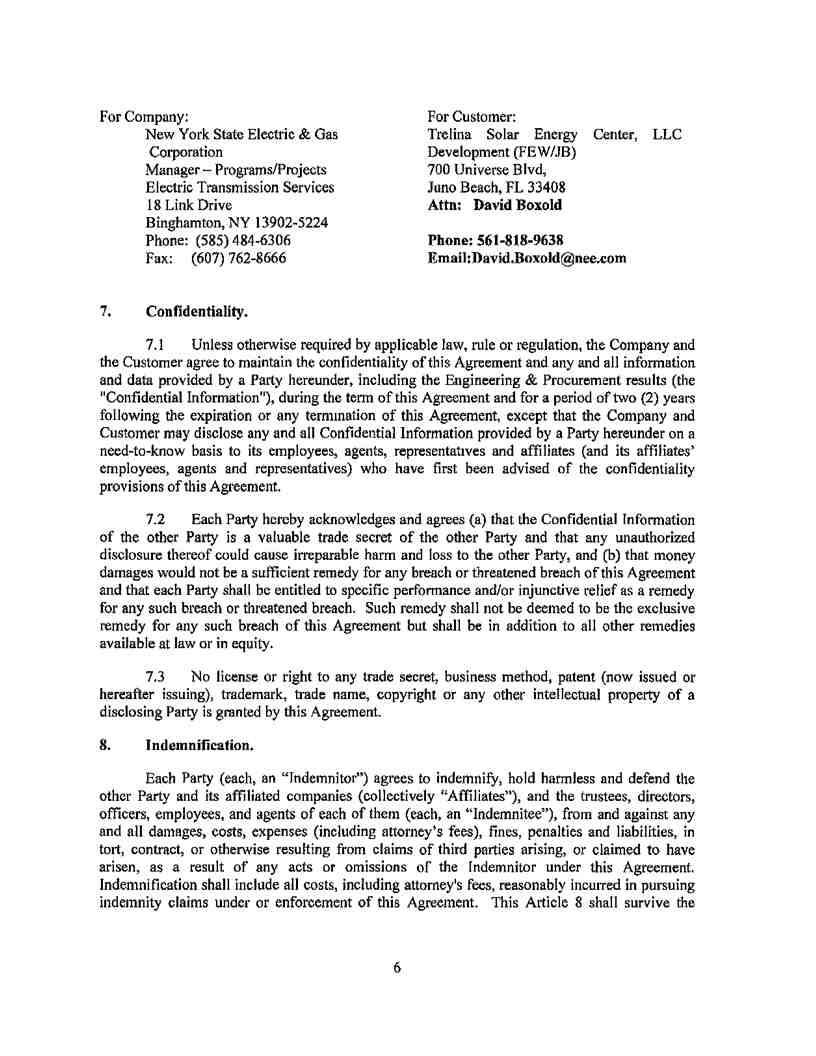 For Company:
New York State Electric & Gas
Corporation
Manager – Programs/Projects
Electric Transmission Services
18 Link Drive
Binghamton, NY 13902-5224
Phone: (585) 484-6306
Fax: (607) 762-8666
For Customer:
Trelina Solar Energy Center, LLC
Development (FEW/JB)
700 Universe Blvd,
Juno Beach, FL 33408
Attn: David Boxold
Phone: 561-818-9638
Email:David.Boxold@nee.com
7. Confidentiality.
7.1 Unless otherwise required by applicable law, rule or regulation, the Company and
the Customer agree to maintain the confidentiality of this Agreement and any and all information
and data provided by a Party hereunder, including the Engineering & Procurement results (the
"Confidential Information"), during the term of this Agreement and for a period of two (2) years
following the expiration or any termination of this Agreement, except that the Company and
Customer may disclose any and all Confidential Information provided by a Party hereunder on a
need-to-know basis to its employees, agents, representatives and affiliates (and its affiliates’
employees, agents and representatives) who have first been advised of the confidentiality
provisions of this Agreement.
7.2 Each Party hereby acknowledges and agrees (a) that the Confidential Information
of the other Party is a valuable trade secret of the other Party and that any unauthorized
disclosure thereof could cause irreparable harm and loss to the other Party, and (b) that money
damages would not be a sufficient remedy for any breach or threatened breach of this Agreement
and that each Party shall be entitled to specific performance and/or injunctive relief as a remedy
for any such breach or threatened breach. Such remedy shall not be deemed to be the exclusive
remedy for any such breach of this Agreement but shall be in addition to all other remedies
available at law or in equity.
7.3 No license or right to any trade secret, business method, patent (now issued or
hereafter issuing), trademark, trade name, copyright or any other intellectual property of a
disclosing Party is granted by this Agreement.
8. Indemnification.
Each Party (each, an “Indemnitor”) agrees to indemnify, hold harmless and defend the
other Party and its affiliated companies (collectively “Affiliates”), and the trustees, directors,
officers, employees, and agents of each of them (each, an “Indemnitee”), from and against any
and all damages, costs, expenses (including attorney’s fees), fines, penalties and liabilities, in
tort, contract, or otherwise resulting from claims of third parties arising, or claimed to have
arisen, as a result of any acts or omissions of the Indemnitor under this Agreement.
Indemnification shall include all costs, including attorney's fees, reasonably incurred in pursuing
indemnity claims under or enforcement of this Agreement. This Article 8 shall survive the
6